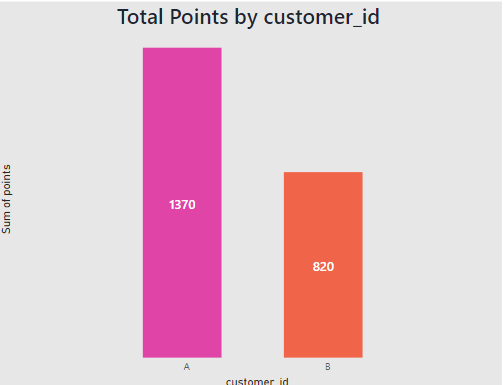 Total Points by customer_id
Sum of points
1370
820
A
B
customer_id